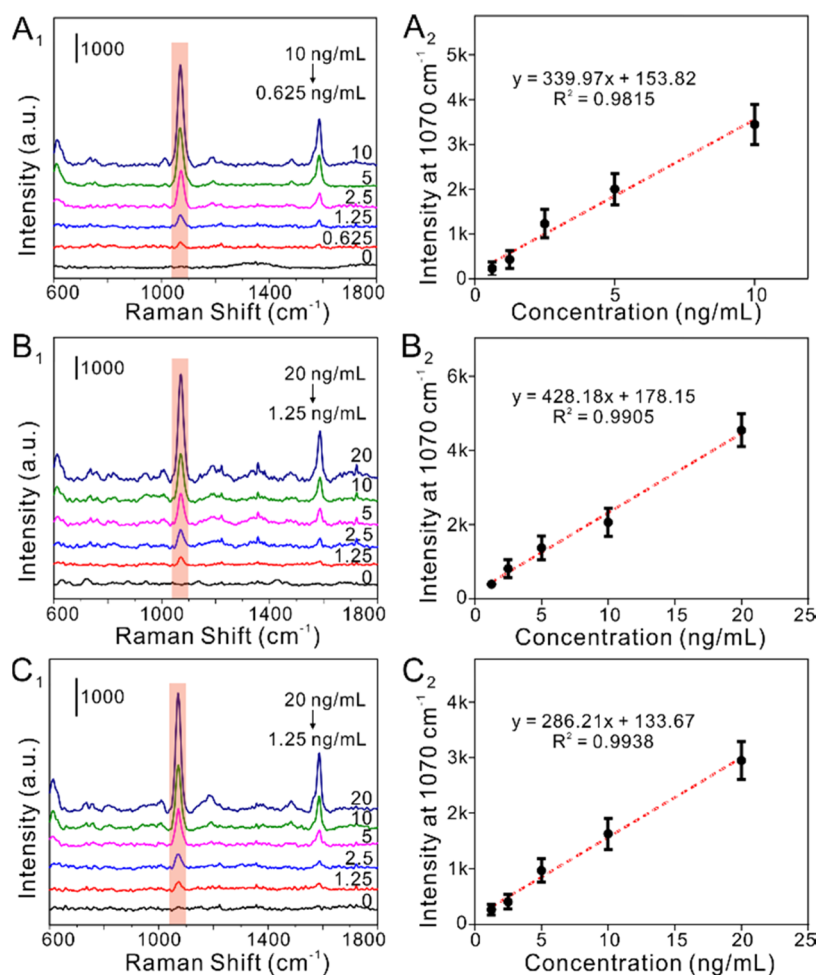 A1
1000
10 ng/mL
0.625 ng/mL
10
5
2.5
1.25
0.625
0
Intensity (a.u.)
600 1000 1400 1800
Raman Shift (cm-1)
A2
y = 339.97x + 153.82
R2 = 0.9815
5k
4k
3k
2k
1k
0
Intensity at 1070 cm-1
0 5 10
Concentration (ng/mL)
B1
1000
20 ng/mL
1.25 ng/mL
20
10
5
2.5
1.25
0
Intensity (a.u.)
600 1000 1400 1800
Raman Shift (cm-1)
B2
y = 428.18x + 178.15
R2 = 0.9905
6k
4k
2k
0
Intensity at 1070 cm-1
0 5 10 15 20 25
Concentration (ng/mL)
C1
1000
20 ng/mL
1.25 ng/mL
20
10
5
2.5
1.25
0
Intensity (a.u.)
600 1000 1400 1800
Raman Shift (cm-1)
C2
y = 286.21x + 133.67
R2 = 0.9938
4k
3k
2k
1k
0
Intensity at 1070 cm-1
0 5 10 15 20 25
Concentration (ng/mL)